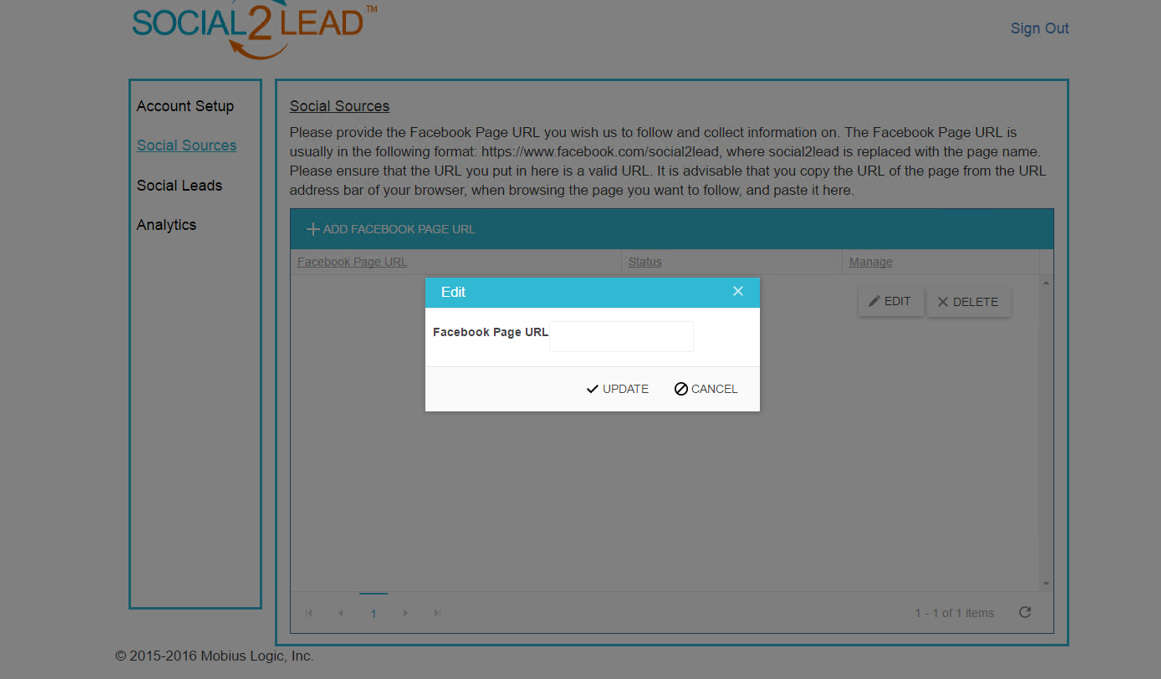 SOCIAL2LEAD™
Sign Out
Account Setup
Social Sources
Social Leads
Analytics
Social Sources
Please provide the Facebook Page URL you wish us to follow and collect information on. The Facebook Page URL is
usually in the following format: https://www.facebook.com/social2lead, where social2lead is replaced with the page name.
Please ensure that the URL you put in here is a valid URL. It is advisable that you copy the URL of the page from the URL
address bar of your browser, when browsing the page you want to follow, and paste it here.
ADD FACEBOOK PAGE URL
Facebook Page URL Status Manage
EDIT DELETE
Edit
Facebook Page URL
UPDATE CANCEL
1
1 - 1 of 1 items
© 2015-2016 Mobius Logic, Inc.